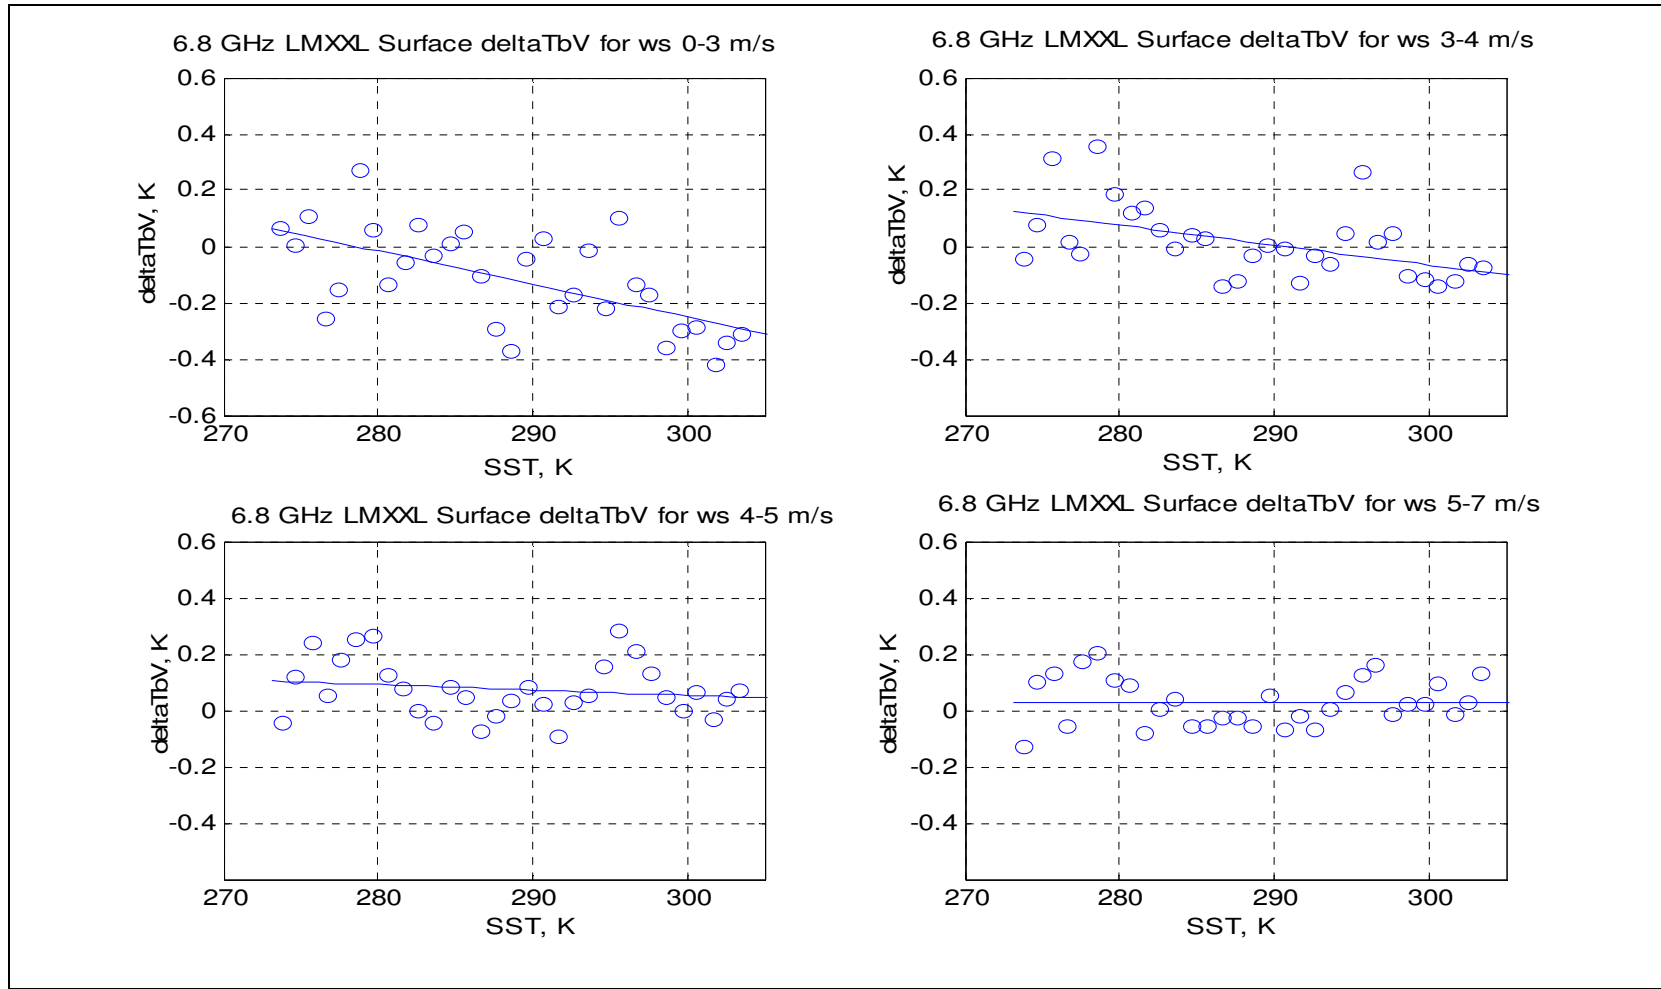 6.8 GHz LMXXL Surface deltaTbV for ws 0-3 m/s
0.6
0.4
0.2
0
-0.2
-0.4
-0.6
deltaTbV, K
270 280 290 300
SST, K
6.8 GHz LMXXL Surface deltaTbV for ws 3-4 m/s
0.6
0.4
0.2
0
-0.2
-0.4
deltaTbV, K
270 280 290 300
SST, K
6.8 GHz LMXXL Surface deltaTbV for ws 4-5 m/s
0.6
0.4
0.2
0
-0.2
-0.4
deltaTbV, K
270 280 290 300
SST, K
6.8 GHz LMXXL Surface deltaTbV for ws 5-7 m/s
0.6
0.4
0.2
0
-0.2
-0.4
deltaTbV, K
270 280 290 300
SST, K